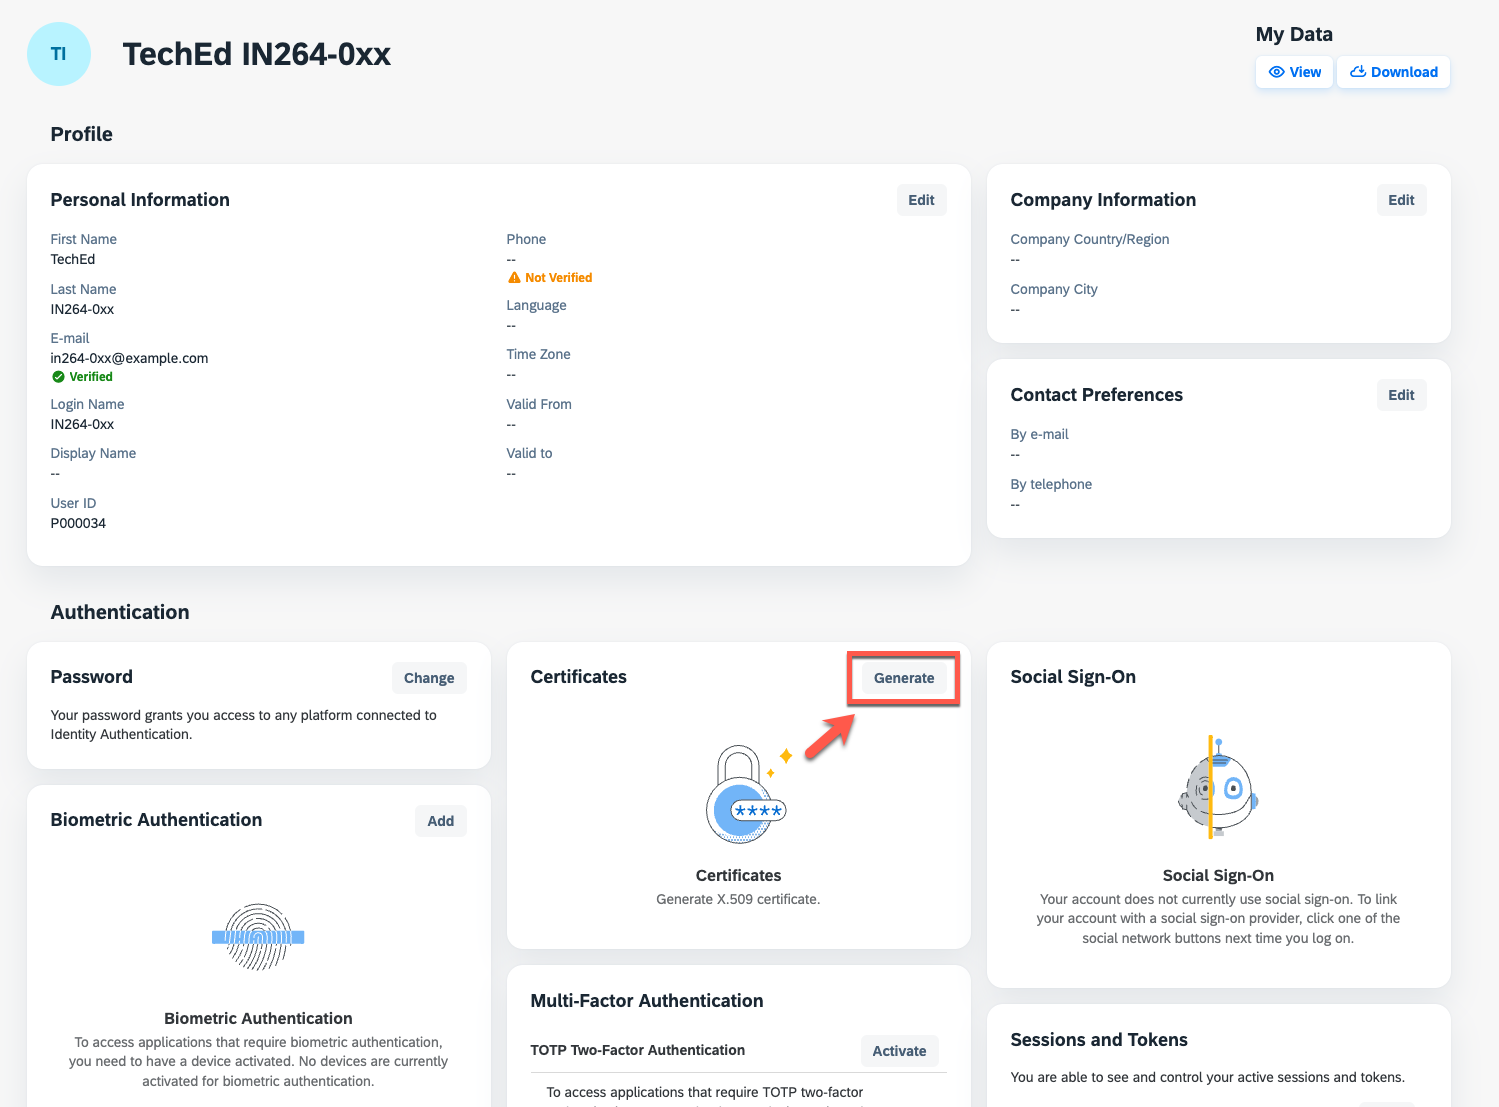 TI
TechEd IN264-0xx
My Data
View
Download
Profile
Personal Information
Edit
First Name
TechEd
Last Name
IN264-0xx
E-mail
in264-0xx@example.com
Verified
Login Name
IN264-0xx
Display Name
--
User ID
P000034
Phone
--
Not Verified
Language
--
Time Zone
--
Valid From
--
Valid to
--
Company Information
Edit
Company Country/Region
--
Company City
--
Contact Preferences
Edit
By e-mail
--
By telephone
--
Authentication
Password
Change
Your password grants you access to any platform connected to
Identity Authentication.
Biometric Authentication
Add
Biometric Authentication
To access applications that require biometric authentication,
you need to have a device activated. No devices are currently
activated for biometric authentication.
Certificates
Generate
****
Certificates
Generate X.509 certificate.
Multi-Factor Authentication
TOTP Two-Factor Authentication
Activate
To access applications that require TOTP two-factor
Social Sign-On
Social Sign-On
Your account does not currently use social sign-on. To link
your account with a social sign-on provider, click one of the
social network buttons next time you log on.
Sessions and Tokens
You are able to see and control your active sessions and tokens.